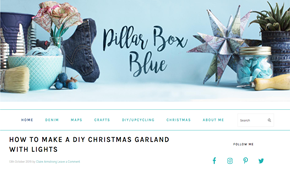 Pillar Box
Blue
HOME DENIM MAPS CRAFTS DIY/UPCYCLING CHRISTMAS ABOUT ME Search
HOW TO MAKE A DIY CHRISTMAS GARLAND
WITH LIGHTS
FOLLOW ME